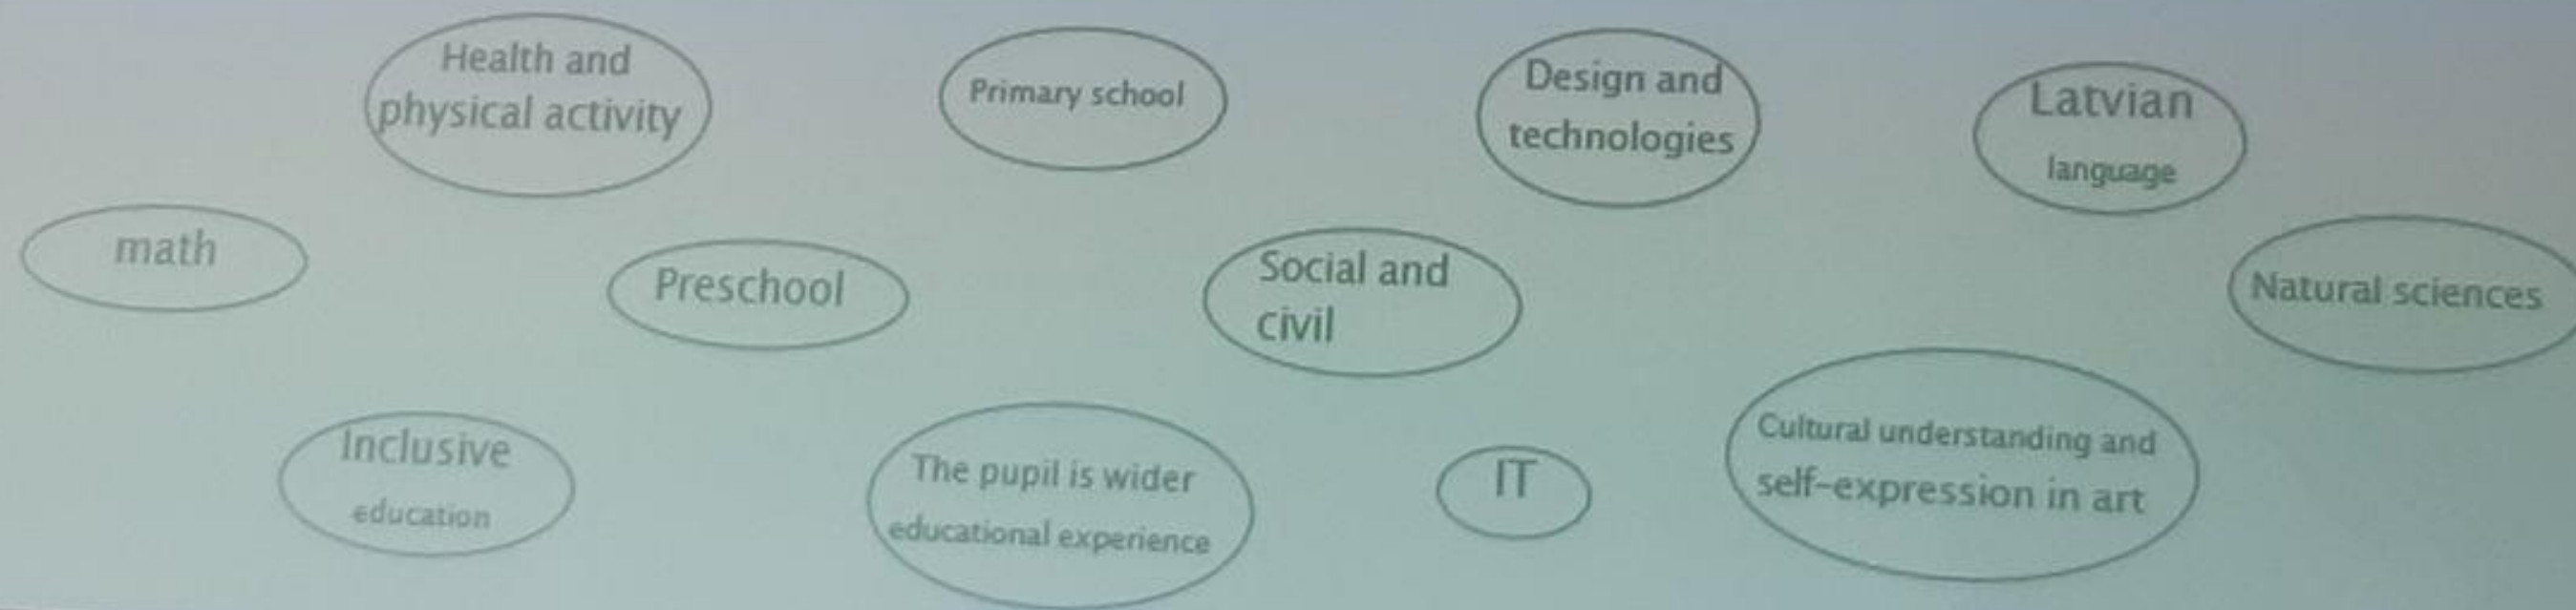 Health and
physical activity
Primary school
Design and
technologies
Latvian
language
math
Preschool
Social and
civil
Natural sciences
Inclusive
education
The pupil is wider
educational experience
IT
Cultural understanding and
self-expression in art